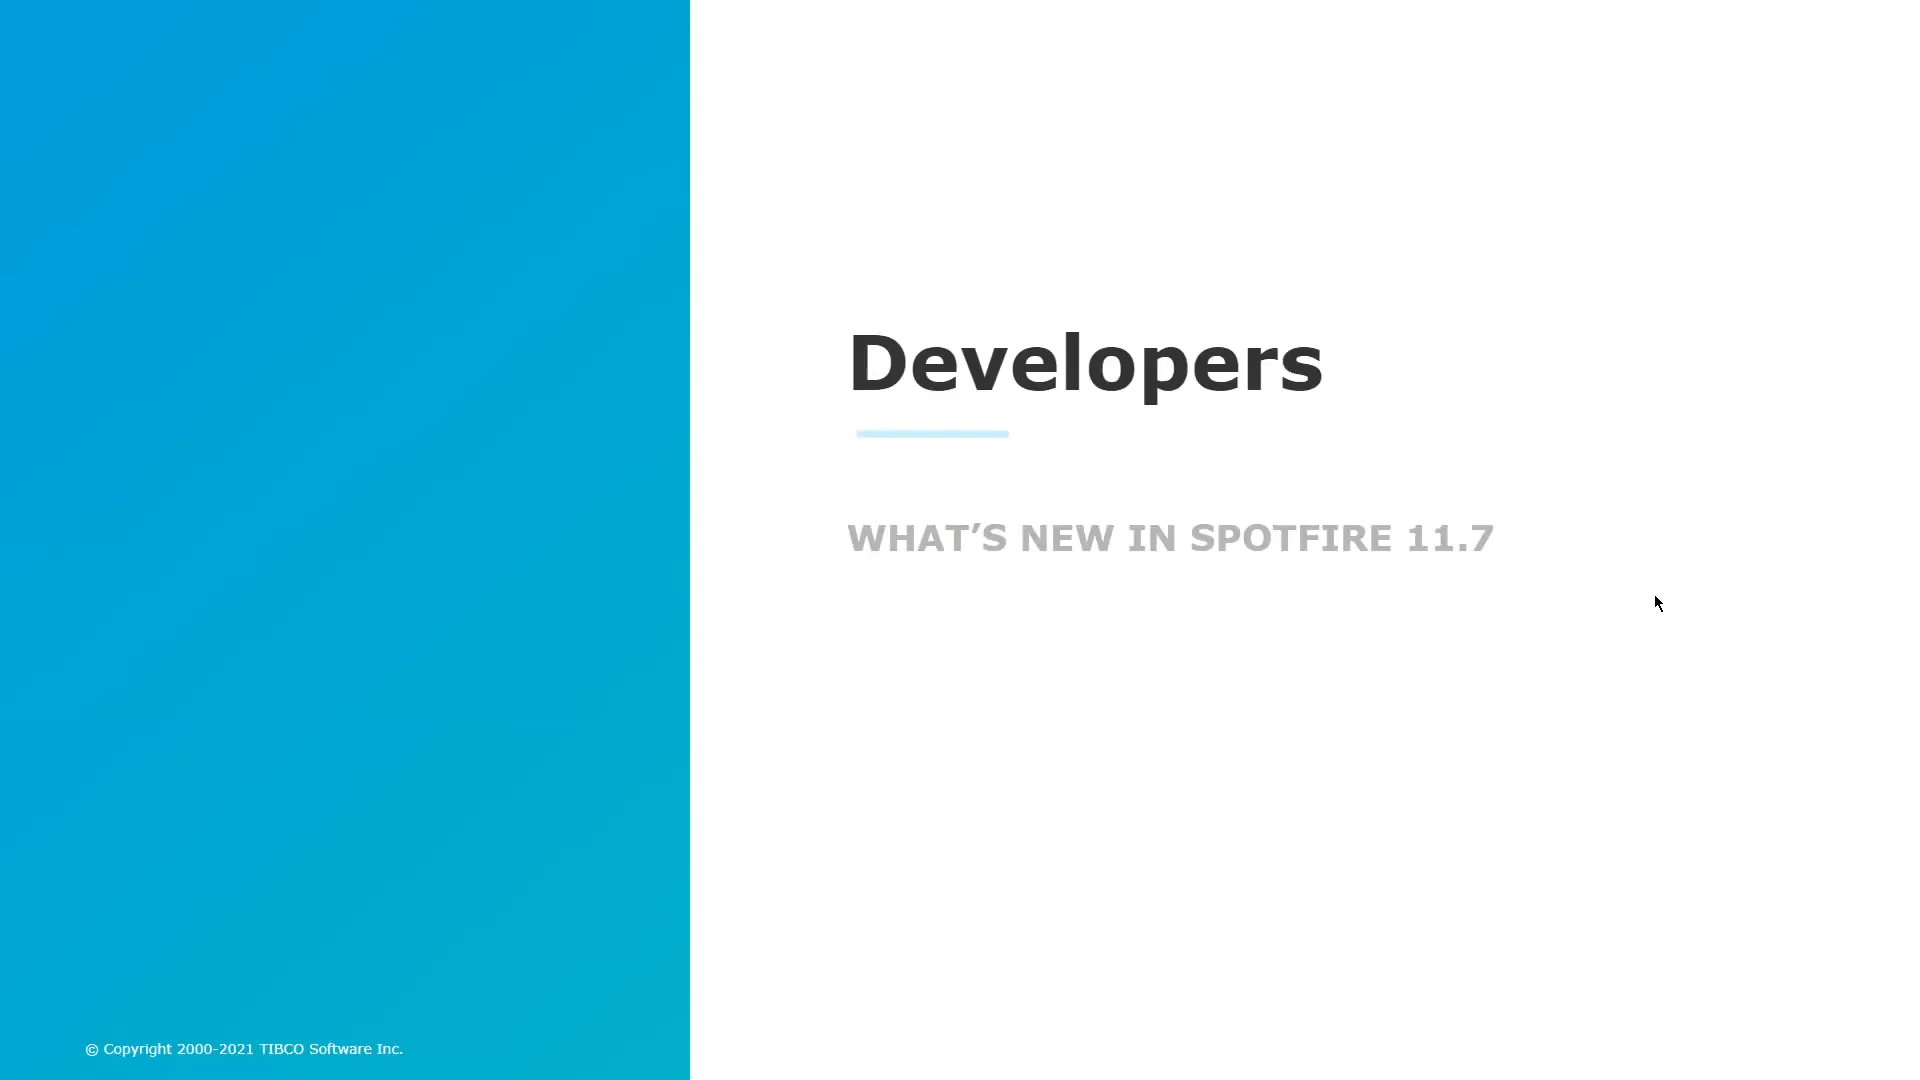 Developers
WHAT’S NEW IN SPOTFIRE 11.7
© Copyright 2000-2021 TIBCO Software Inc.